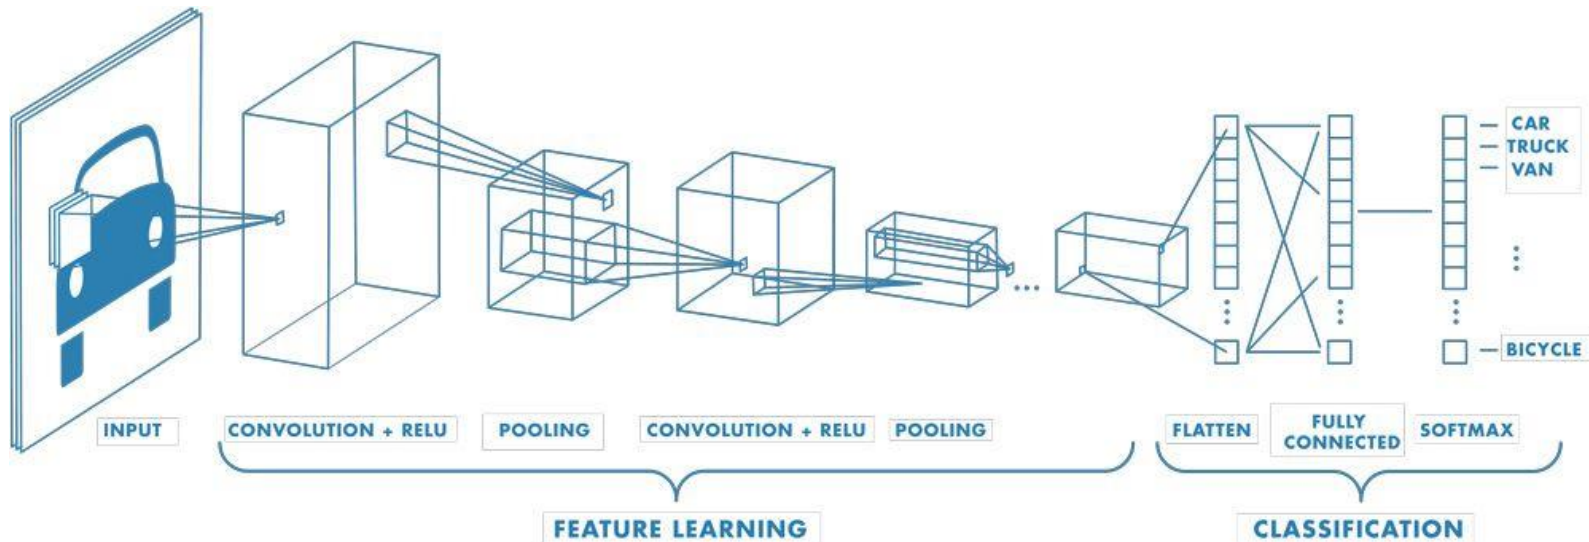 CAR
TRUCK
VAN
BICYCLE
INPUT
CONVOLUTION + RELU
POOLING
CONVOLUTION + RELU
POOLING
FLATTEN
FULLY
CONNECTED
SOFTMAX
FEATURE LEARNING
CLASSIFICATION